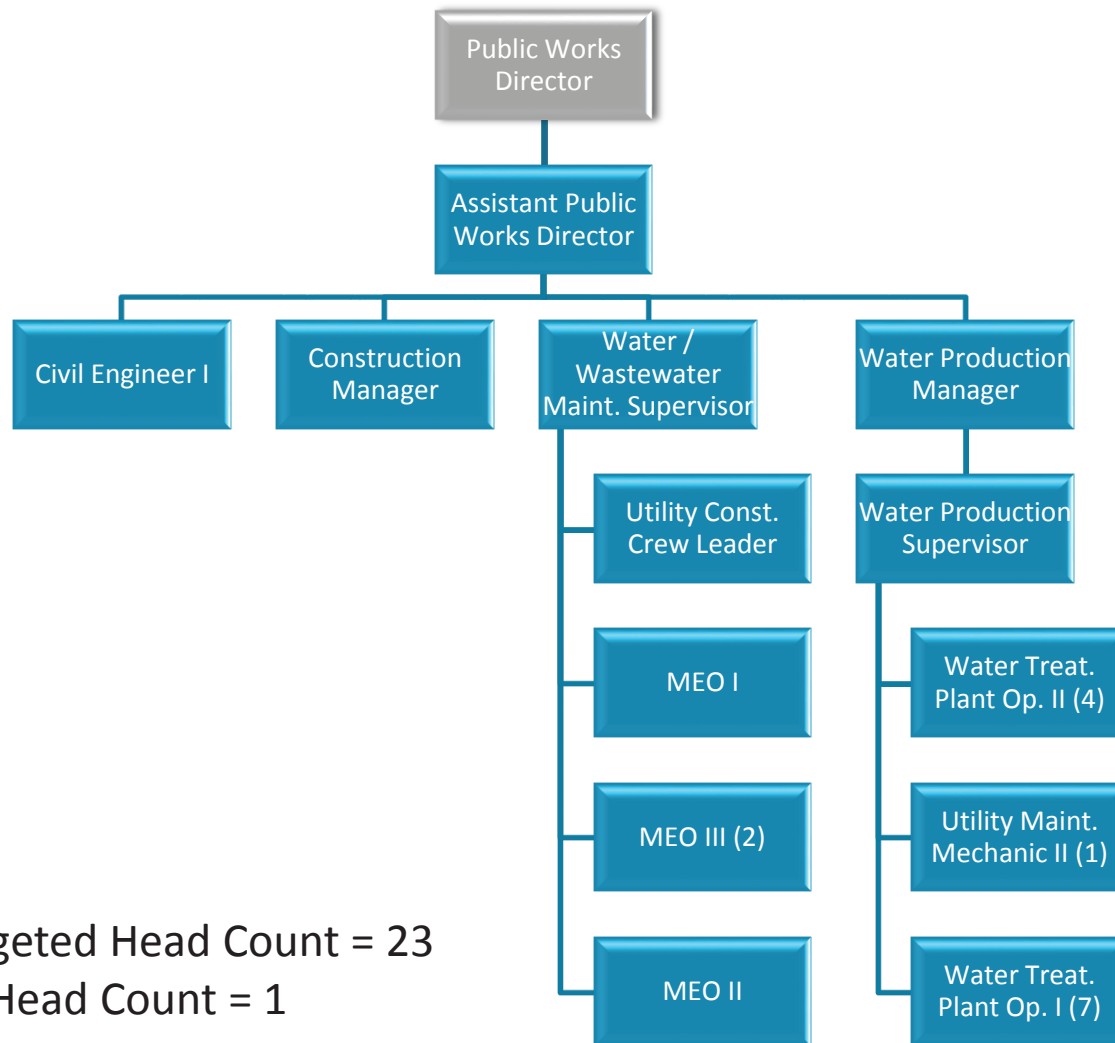 Public Works
Director
Assistant Public
Works Director
Civil Engineer I
Construction
Manager
Water /
Wastewater
Maint. Supervisor
Water Production
Manager
Utility Const.
Crew Leader
Water Production
Supervisor
MEO I
Water Treat.
Plant Op. II (4)
MEO III (2)
Utility Maint.
Mechanic II (1)
MEO II
Water Treat.
Plant Op. I (7)
geted Head Count = 23
Head Count = 1